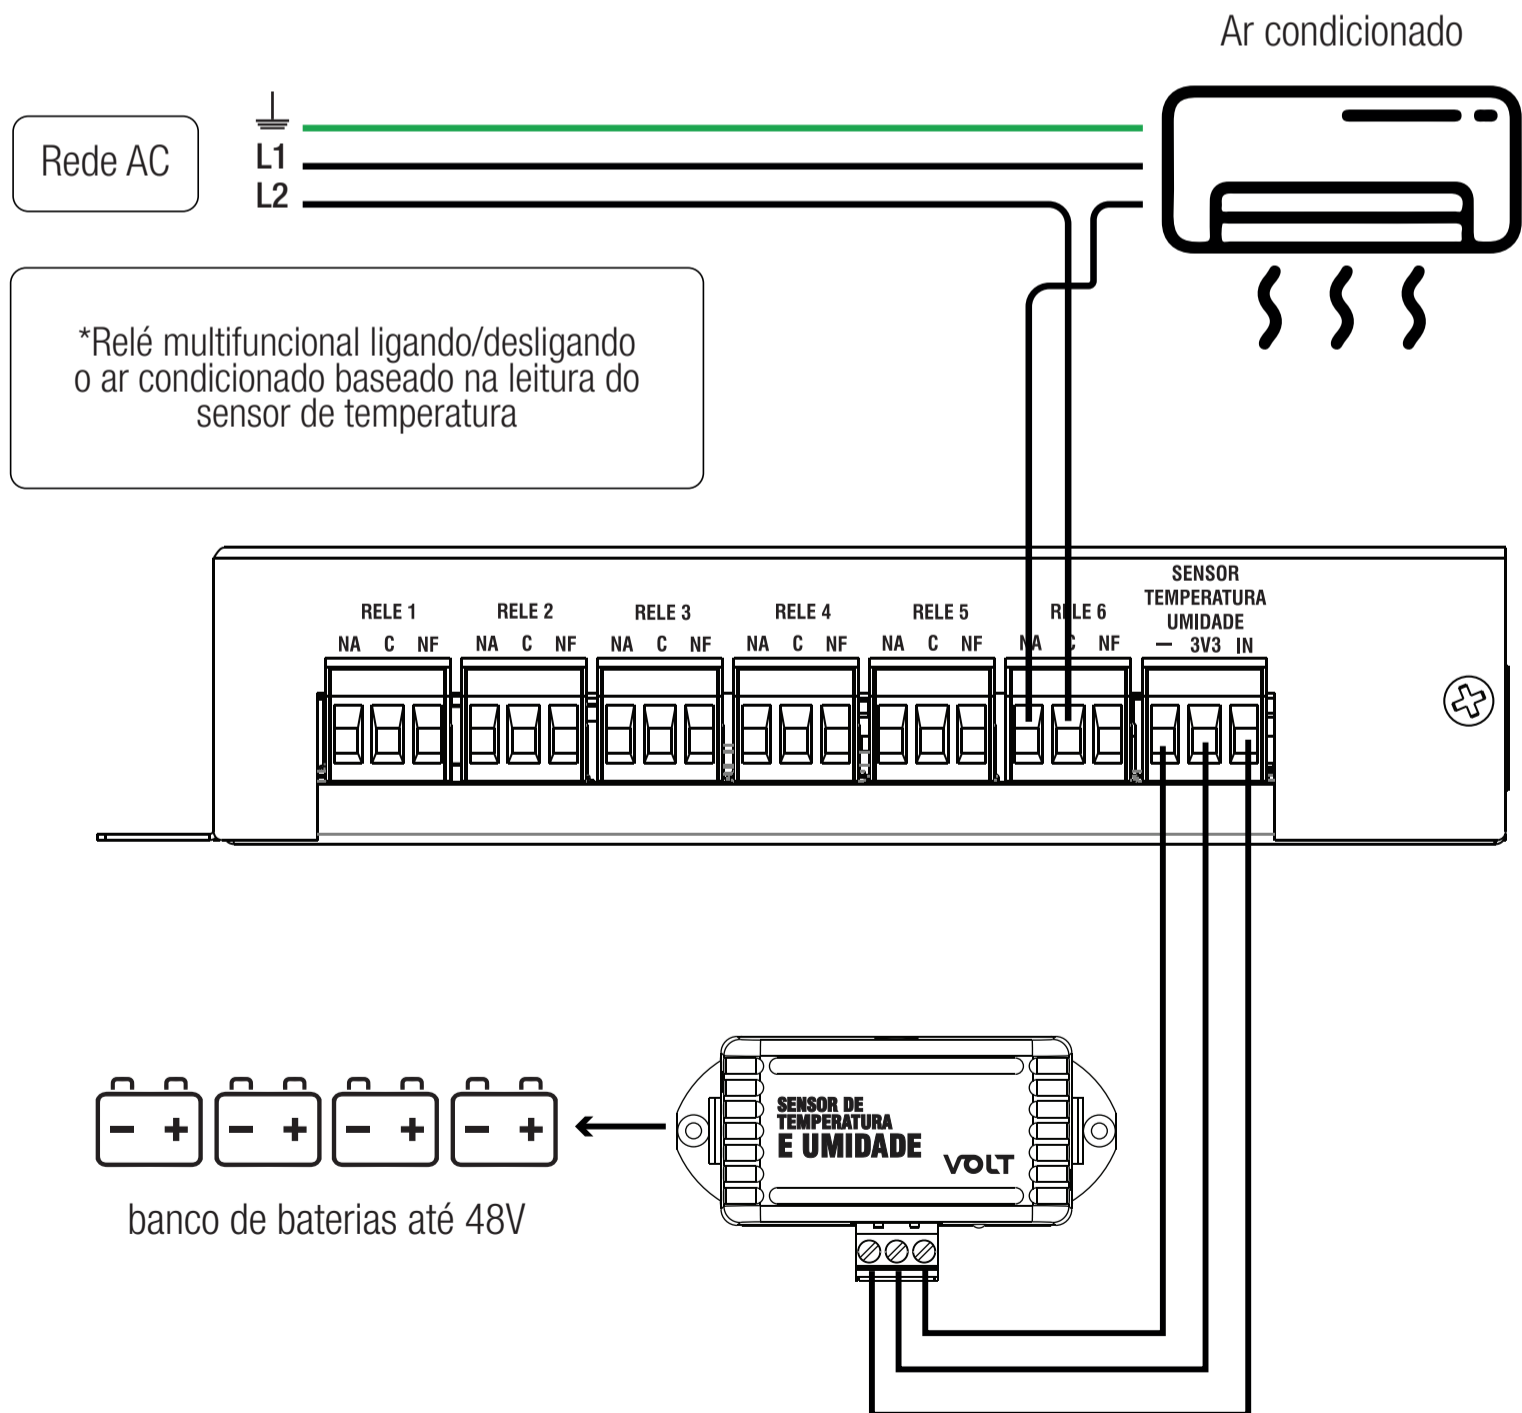 Ar condicionado
Rede AC
L1
L2
*Relé multifuncional ligando/desligando
o ar condicionado baseado na leitura do
sensor de temperatura
RELE 1
NA C NF
RELE 2
NA C NF
RELE 3
NA C NF
RELE 4
NA C NF
RELE 5
NA C NF
RELE 6
NA C NF
SENSOR
TEMPERATURA
UMIDADE
— 3V3 IN
SENSOR DE
TEMPERATURA
E UMIDADE
VOLT
− +
− +
− +
− +
banco de baterias até 48V